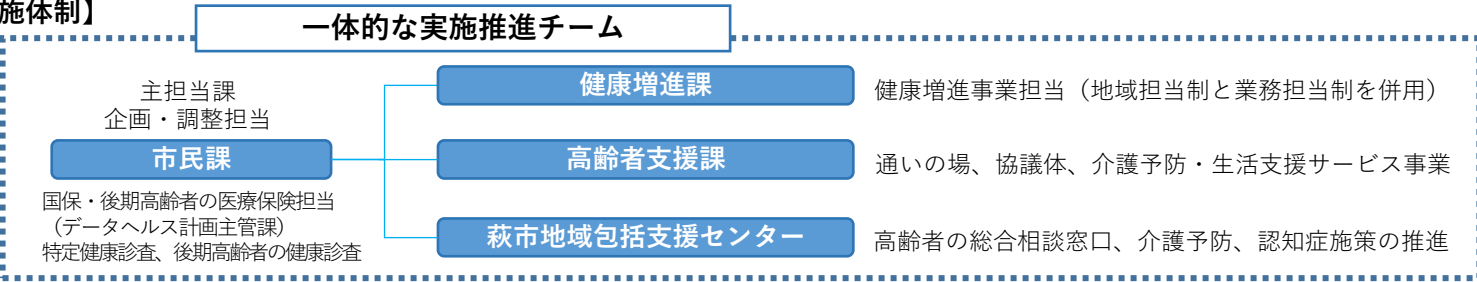 施体制】
一体的な実施推進チーム
主担当課
企画・調整担当
市民課
国保・後期高齢者の医療保険担当
（データヘルス計画主管課）
特定健康診査、後期高齢者の健康診査
健康増進課
健康増進事業担当（地域担当制と業務担当制を併用）
高齢者支援課
通いの場、協議体、介護予防・生活支援サービス事業
萩市地域包括支援センター
高齢者の総合相談窓口、介護予防、認知症施策の推進